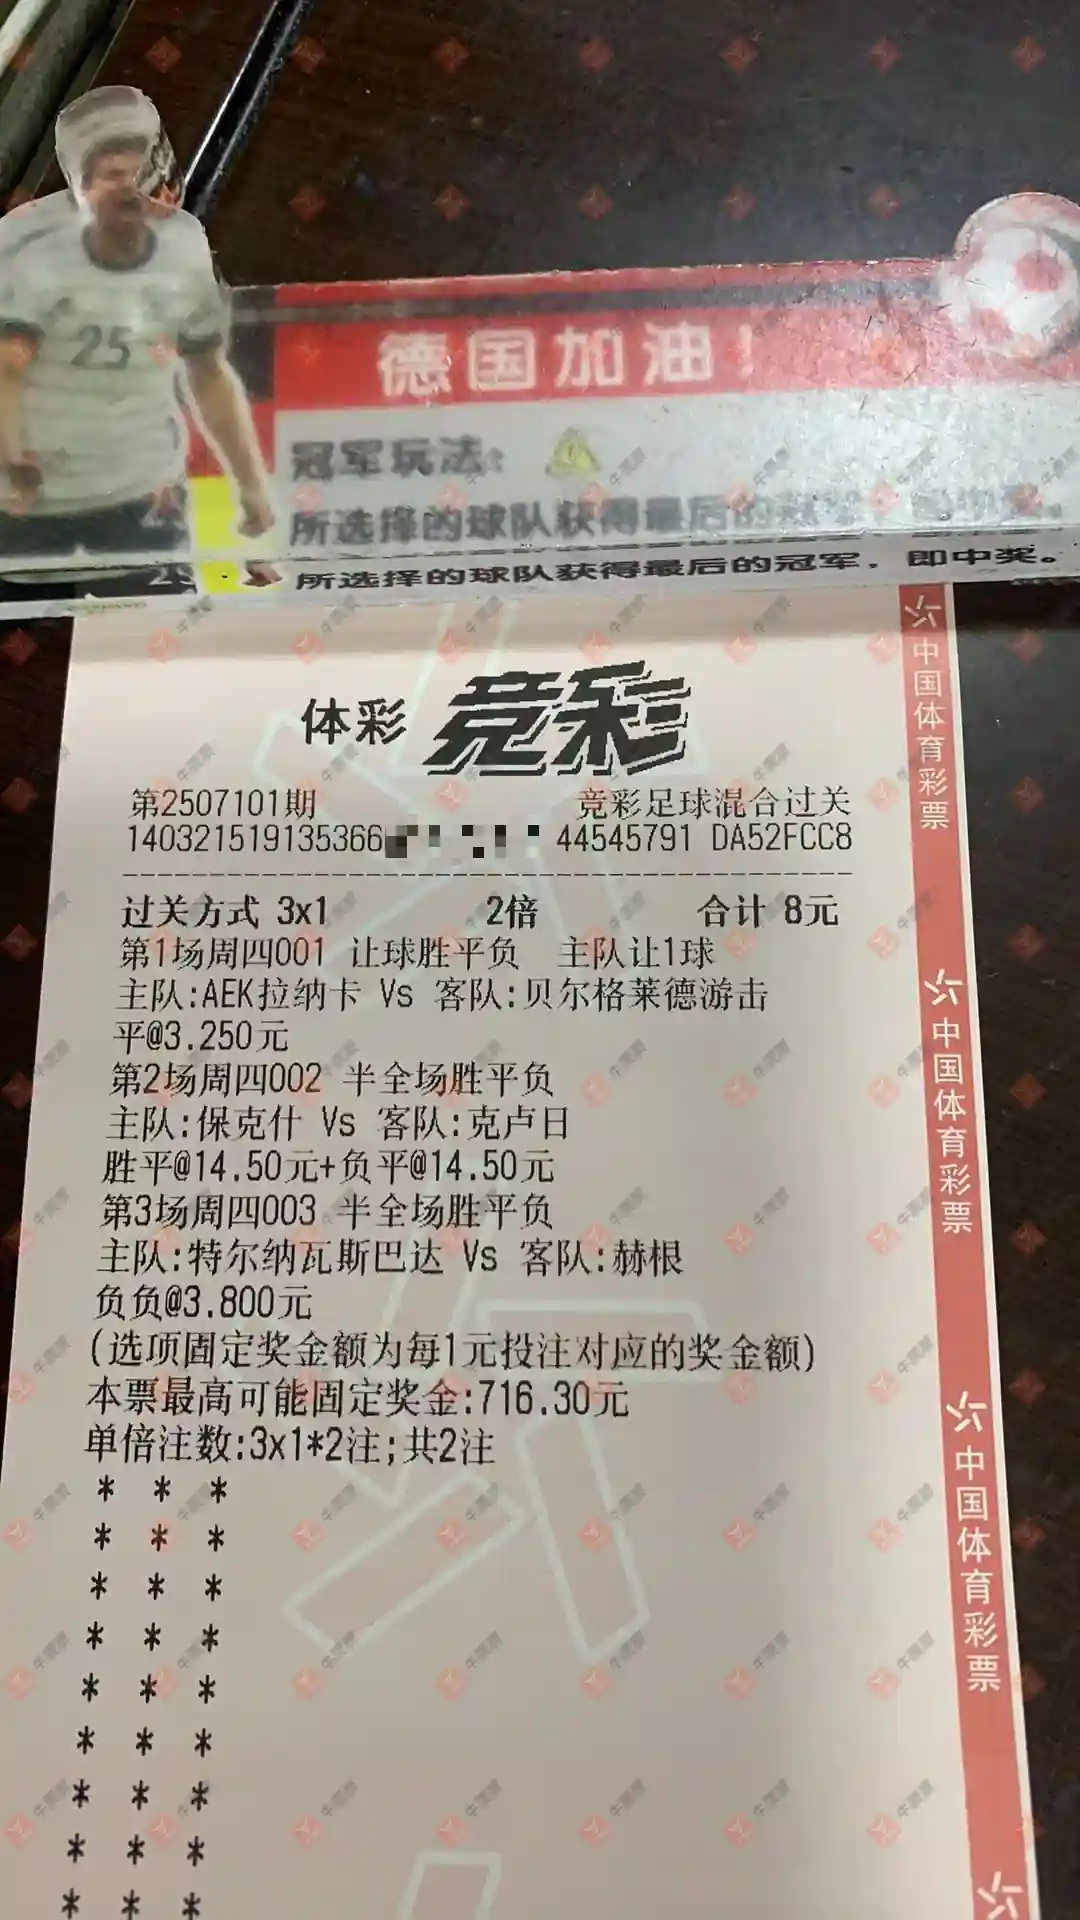 25
德国加油！
冠军玩法：
所选择的球队获得最后的
所选择的球队获得最后的冠军，即中奖。
体彩 竞彩
第2507101期 竞彩足球混合过关
140321519135366 44545791 DA52FCC8
过关方式 3x1 2倍 合计 8元
第1场周四001 让球胜平负 主队让1球
主队:AEK拉纳卡 Vs 客队:贝尔格莱德游击
平@3.250元
第2场周四002 半全场胜平负
主队:保克什 Vs 客队:克卢日
胜平@14.50元+负平@14.50元
第3场周四003 半全场胜平负
主队:特尔纳瓦斯巴达 Vs 客队:赫根
负负@3.800元
(选项固定奖金额为每1元投注对应的奖金额)
本票最高可能固定奖金:716.30元
单倍注数:3x1*2注;共2注
* * *
* * *
* * *
* * *
* * *
* * *
* * *
* * *
* * *
中国体育彩票
中国体育彩票
中国体育彩票